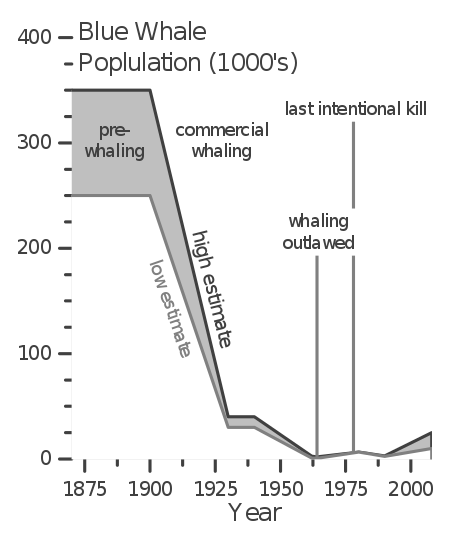 Blue Whale
Poplulation (1000's)
400
300
200
100
0
pre-
whaling
commercial
whaling
last intentional kill
whaling
outlawed
high estimate
low estimate
1875 1900 1925 1950 1975 2000
Year